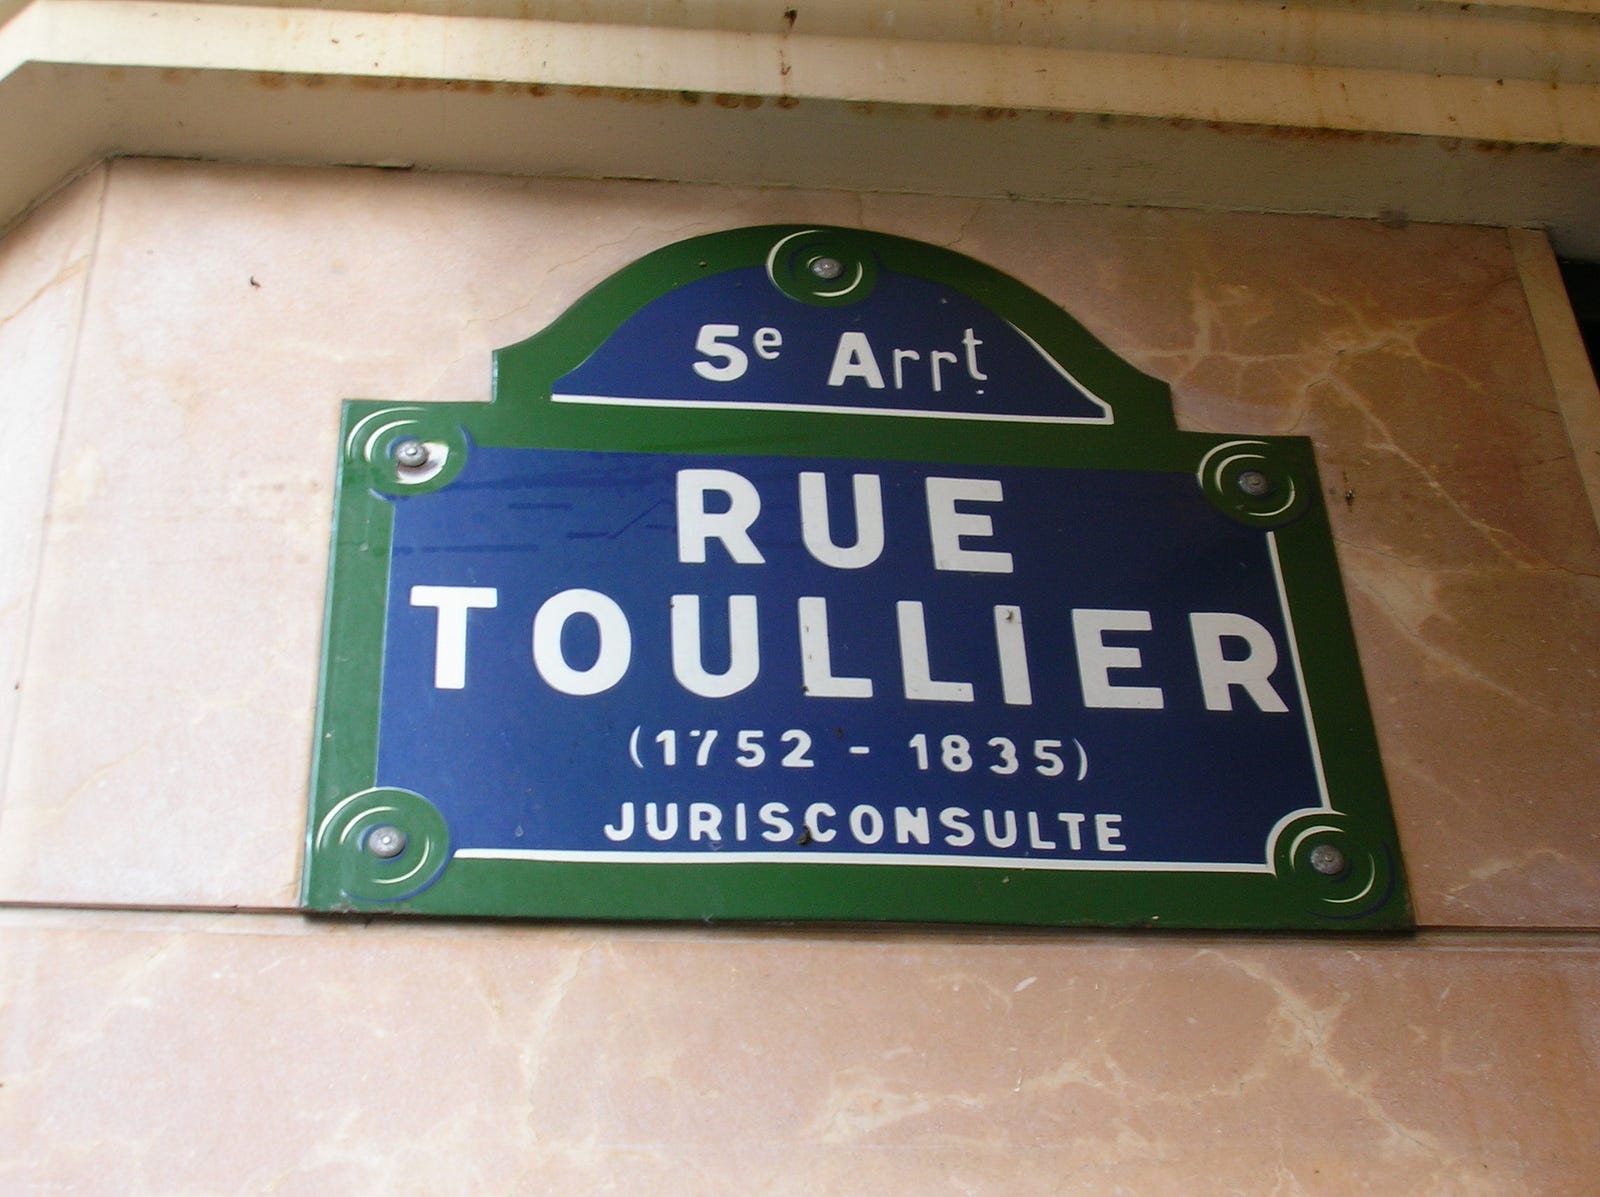 5e Arrt.
RUE
TOULLIER
(1752 - 1835)
JURISCONSULTE